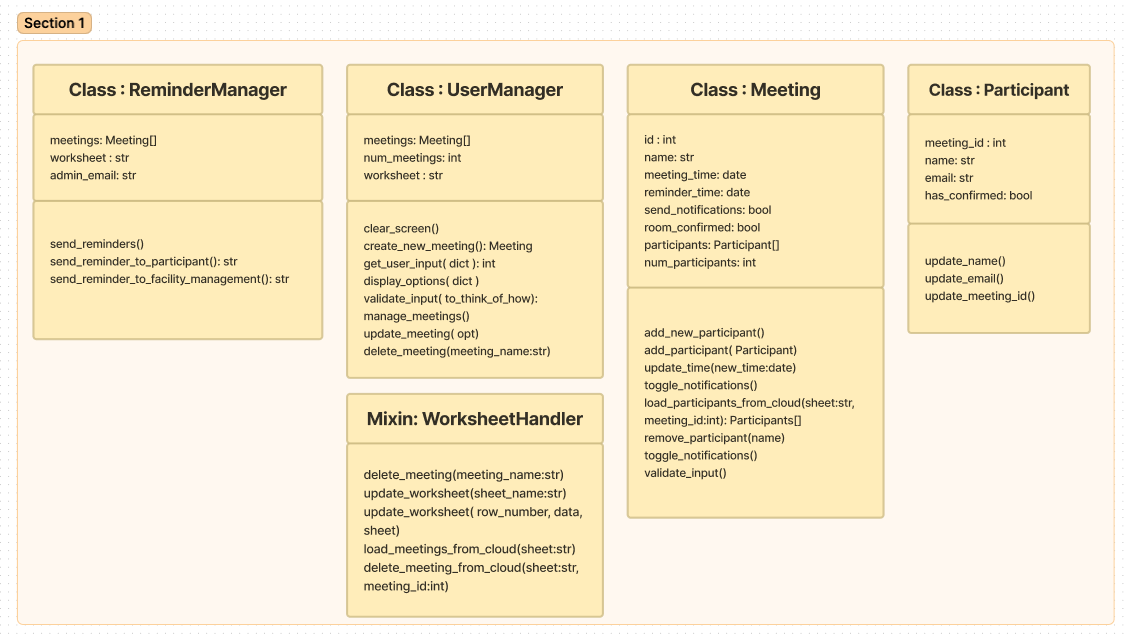 Section 1
Class : ReminderManager
meetings: Meeting[]
worksheet : str
admin_email: str
send_reminders()
send_reminder_to_participant(): str
send_reminder_to_facility_management(): str
Class : UserManager
meetings: Meeting[]
num_meetings: int
worksheet : str
clear_screen()
create_new_meeting(): Meeting
get_user_input( dict ): int
display_options( dict )
validate_input( to_think_of_how):
manage_meetings()
update_meeting( opt)
delete_meeting(meeting_name:str)
Mixin: WorksheetHandler
delete_meeting(meeting_name:str)
update_worksheet(sheet_name:str)
update_worksheet( row_number, data,
sheet)
load_meetings_from_cloud(sheet:str)
delete_meeting_from_cloud(sheet:str,
meeting_id:int)
Class : Meeting
id : int
name: str
meeting_time: date
reminder_time: date
send_notifications: bool
room_confirmed: bool
participants: Participant[]
num_participants: int
add_new_participant()
add_participant( Participant)
update_time(new_time:date)
toggle_notifications()
load_participants_from_cloud(sheet:str,
meeting_id:int): Participants[]
remove_participant(name)
toggle_notifications()
validate_input()
Class : Participant
meeting_id : int
name: str
email: str
has_confirmed: bool
update_name()
update_email()
update_meeting_id()